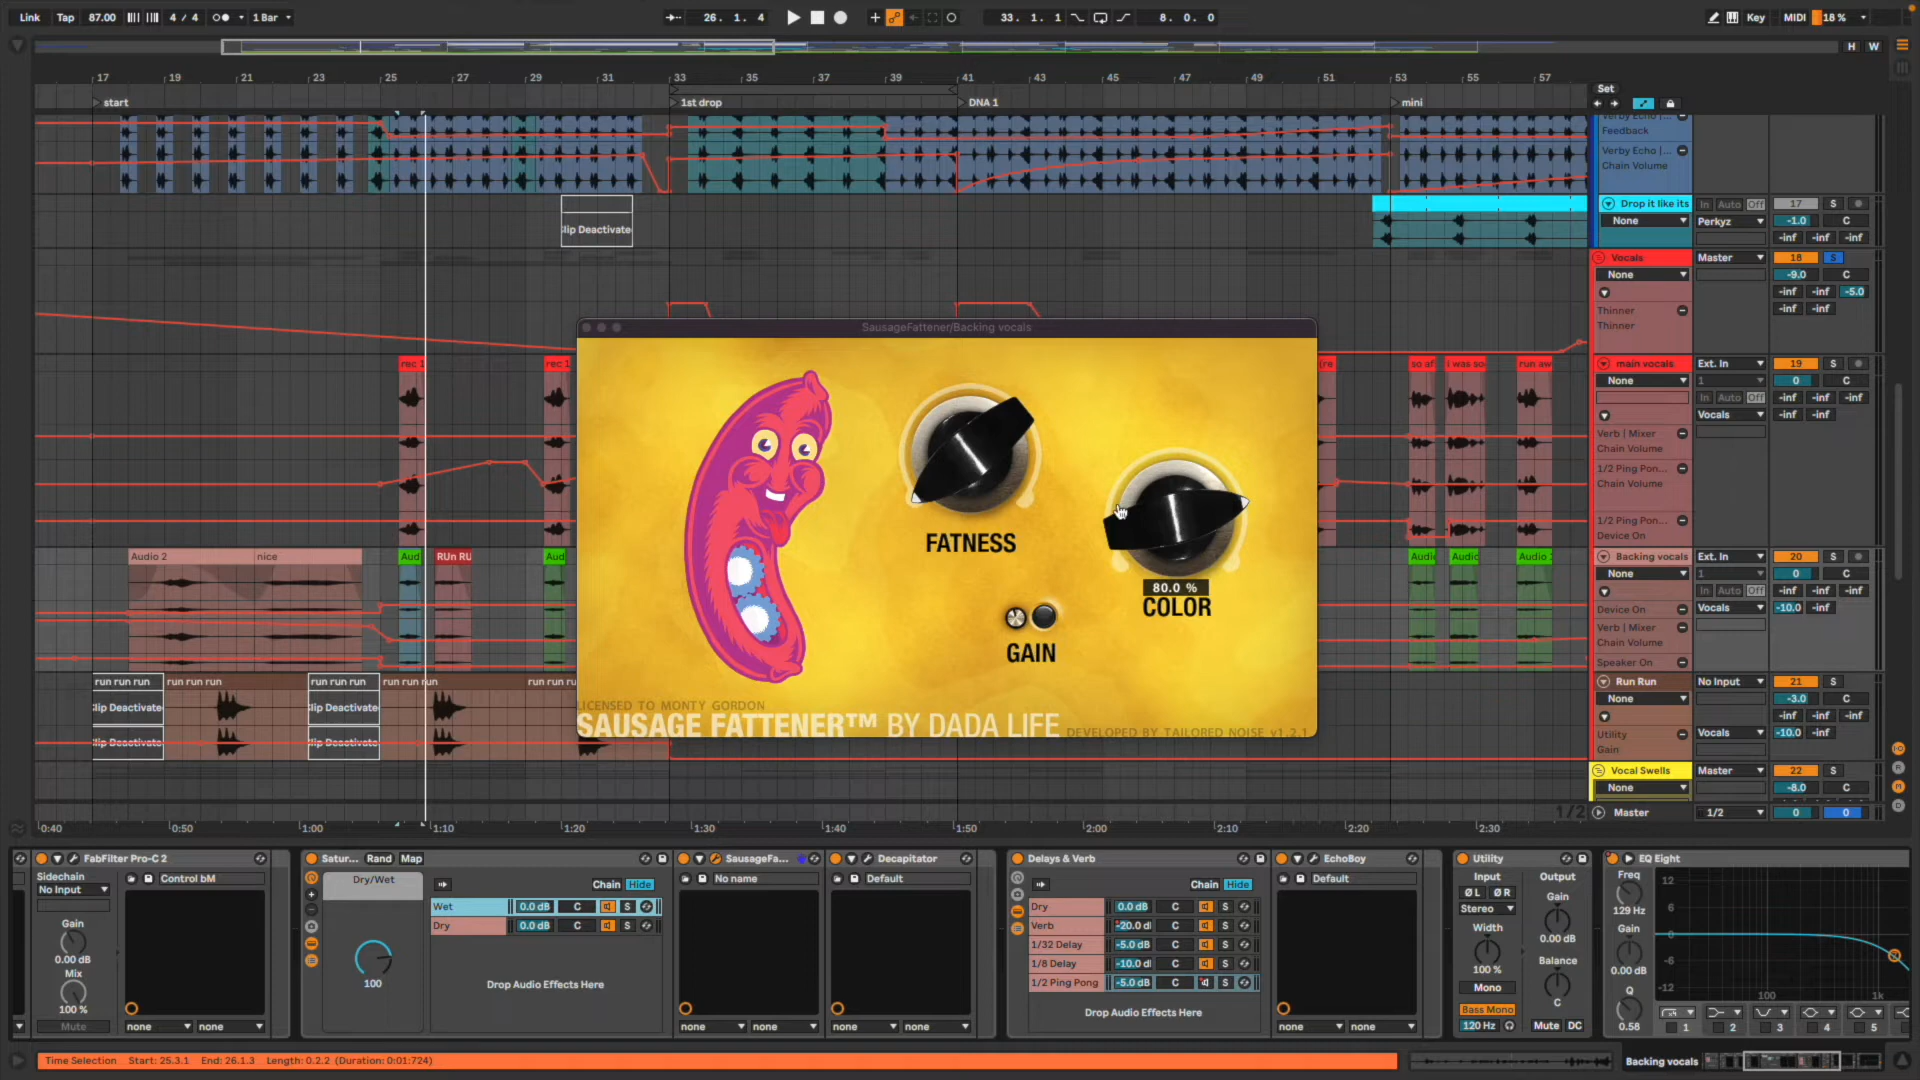 Link Tap 87.00 4 / 4 1 Bar 26. 1. 4 33. 1. 1 8. 0. 0 Key MIDI 18 %
H W
17 19 21 23 25 27 29 31 33 35 37 39 41 43 45 47 49 51 53 55 57
Set
start 1st drop DNA 1 mini
Feedback
Verby Echo |...
Chain Volume
Drop it like its In Auto Off 17 S
None Perkyz -1.0 C
-inf -inf -inf
lip Deactivate
Vocals Master 18 S
None -9.0 C
-inf -inf -5.0
Thinner -inf -inf
Thinner
SausageFattener/Backing vocals
rec 1 rec 1 (re so af i was so run aw main vocals Ext. In 19 S
None 1 0 C
In Auto Off -inf -inf -inf
Vocals -inf -inf
Verb | Mixer
1/2 Ping Pon...
Chain Volume
1/2 Ping Pon...
Device On
FATNESS
80.0 %
COLOR
GAIN
LICENSED TO MONTY GORDON
SAUSAGE FATTENER™ BY DADA LIFE DEVELOPED BY TAILORED NOISE v1.2.1
Audio 2 nice Aud RUn RU Aud Audi Audio Audio Backing vocals Ext. In 20 S
None 1 0 C
In Auto Off -inf -inf -inf
Device On Vocals -10.0 -inf
Verb | Mixer
Chain Volume
Speaker On
run run run run run run run run run run run run run run Run Run No Input 21 S
None -3.0 C
lip Deactivate lip Deactivate -inf -inf -inf
Utility Vocals -10.0 -inf
lip Deactivate lip Deactivate Gain
Vocal Swells Master 22 S
None -8.0 C
1/2 Master 1/2 0 0
0:40 0:50 1:00 1:10 1:20 1:30 1:40 1:50 2:00 2:10 2:20 2:30
FabFilter Pro-C 2 Satur... Rand Map SausageFa... Decapitator Delays & Verb EchoBoy Utility EQ Eight
Sidechain Control bM Dry/Wet Chain Hide No name Default Chain Hide Default Input Output Freq 12
No Input Ø L Ø R Gain
Wet 0.0 dB C S Dry 0.0 dB C S Stereo 129 Hz 6
Gain Dry 0.0 dB C S Verb -20.0 d C S Width 0.00 dB Gain 0
0.00 dB 1/32 Delay -5.0 dB C S
1/8 Delay -10.0 d C S 100 % Balance 0.00 dB -6
Mix 100 Drop Audio Effects Here 1/2 Ping Pong -5.0 dB C S Mono Q -12
100 % Drop Audio Effects Here Bass Mono C 0.58 100 1k
Mute none none none none none none none none 120 Hz Mute DC 1 2 3 4 5
Time Selection Start: 25.3.1 End: 26.1.3 Length: 0.2.2 (Duration: 0:01:724) Backing vocals